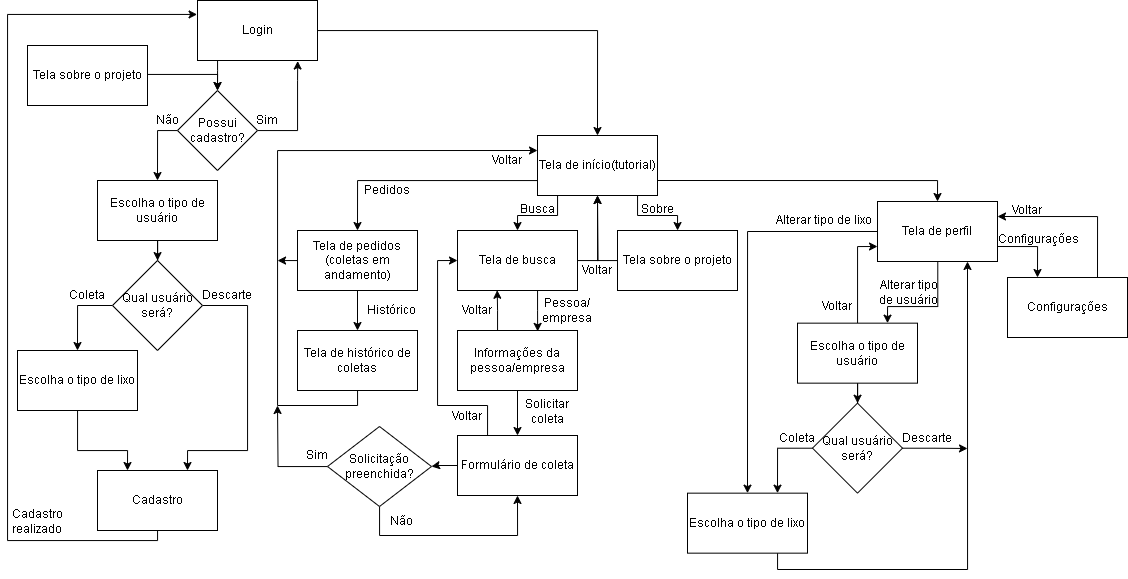 Login
Tela sobre o projeto
Possui
cadastro?
Não
Sim
Escolha o tipo de
usuário
Qual usuário
será?
Coleta
Descarte
Escolha o tipo de lixo
Cadastro
Cadastro
realizado
Tela de início(tutorial)
Voltar
Pedidos
Busca
Sobre
Tela de pedidos
(coletas em
andamento)
Histórico
Tela de histórico de
coletas
Tela de busca
Voltar
Tela sobre o projeto
Voltar
Pessoa/
empresa
Informações da
pessoa/empresa
Voltar
Solicitar
coleta
Formulário de coleta
Solicitação
preenchida?
Sim
Não
Tela de perfil
Alterar tipo de lixo
Voltar
Configurações
Configurações
Alterar tipo
de usuário
Voltar
Escolha o tipo de
usuário
Qual usuário
será?
Coleta
Descarte
Escolha o tipo de lixo